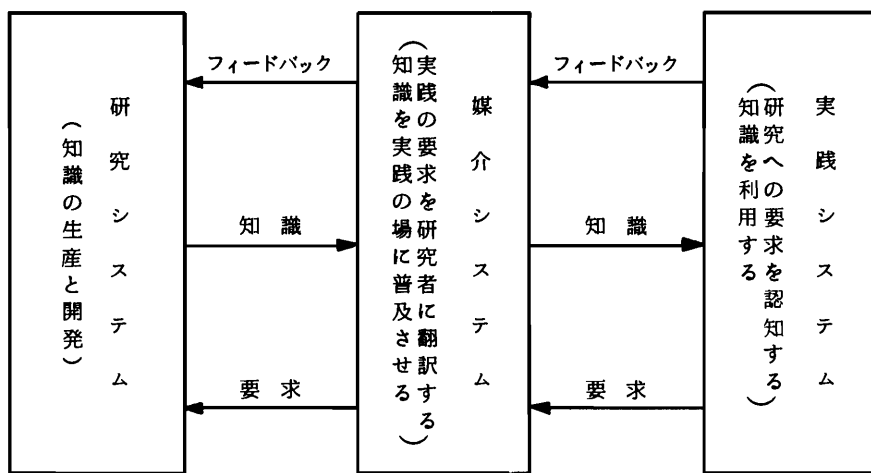 研究システム
(知識の生産と開発)
フィードバック
知識
要求
媒介システム
(実践の要求を研究者に翻訳する
知識を実践の場に普及させる)
フィードバック
知識
要求
実践システム
(研究への要求を認知する
知識を利用する)